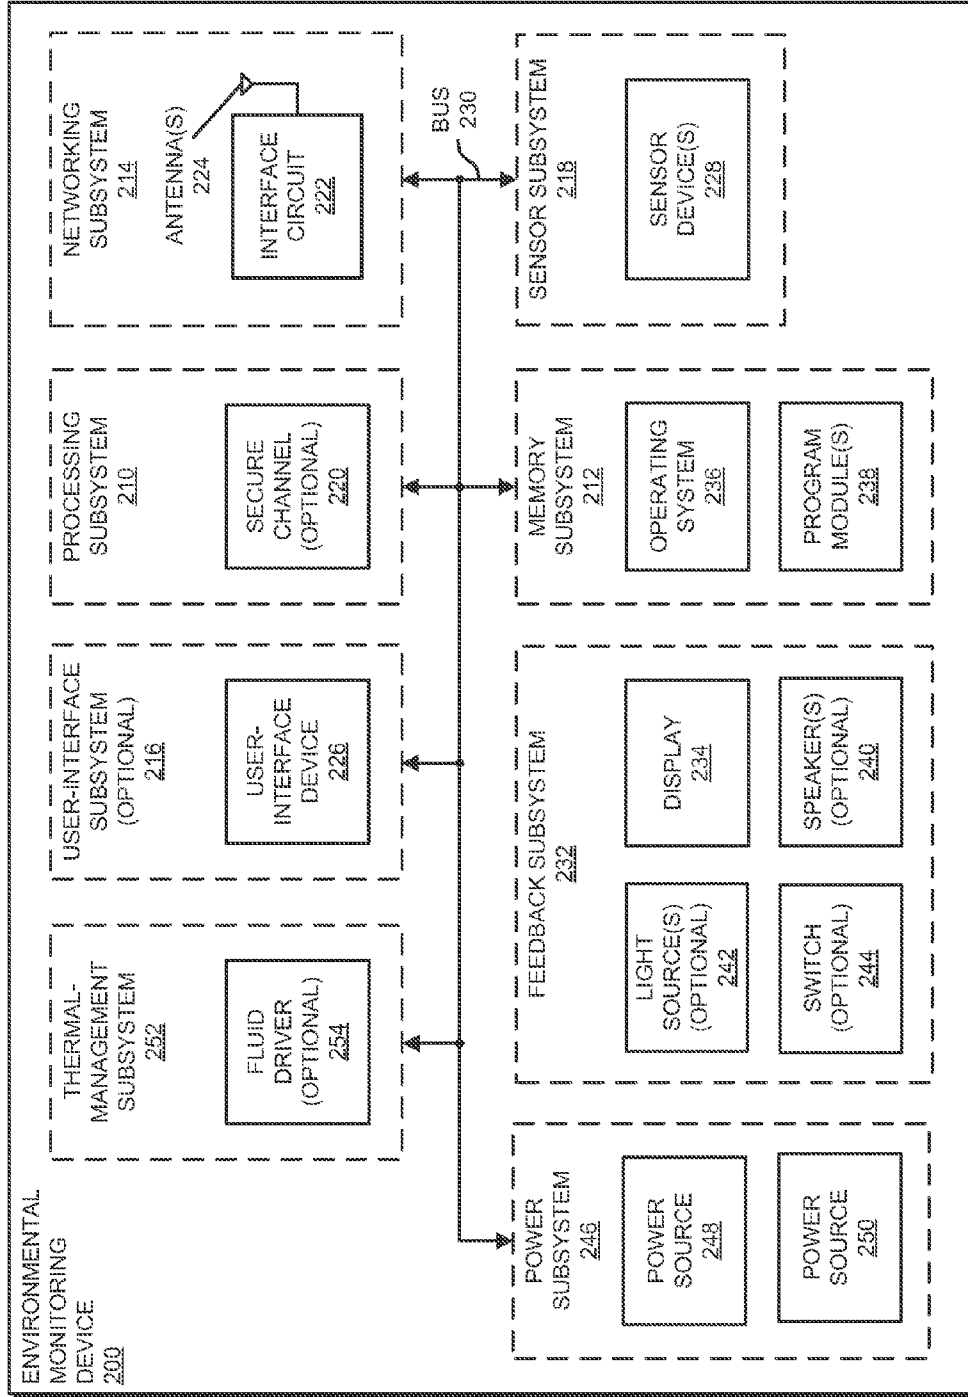 ENVIRONMENTAL
MONITORING
DEVICE
200
THERMAL-
MANAGEMENT
SUBSYSTEM
252
FLUID
DRIVER
(OPTIONAL)
254
USER-INTERFACE
SUBSYSTEM
(OPTIONAL)
216
USER-
INTERFACE
DEVICE
226
PROCESSING
SUBSYSTEM
210
SECURE
CHANNEL
(OPTIONAL)
220
NETWORKING
SUBSYSTEM
214
ANTENNA(S)
224
INTERFACE
CIRCUIT
222
BUS
230
POWER
SUBSYSTEM
246
POWER
SOURCE
248
POWER
SOURCE
250
FEEDBACK SUBSYSTEM
232
LIGHT
SOURCE(S)
(OPTIONAL)
242
DISPLAY
234
SWITCH
(OPTIONAL)
244
SPEAKER(S)
(OPTIONAL)
240
MEMORY
SUBSYSTEM
212
OPERATING
SYSTEM
236
PROGRAM
MODULE(S)
238
SENSOR SUBSYSTEM
218
SENSOR
DEVICE(S)
228